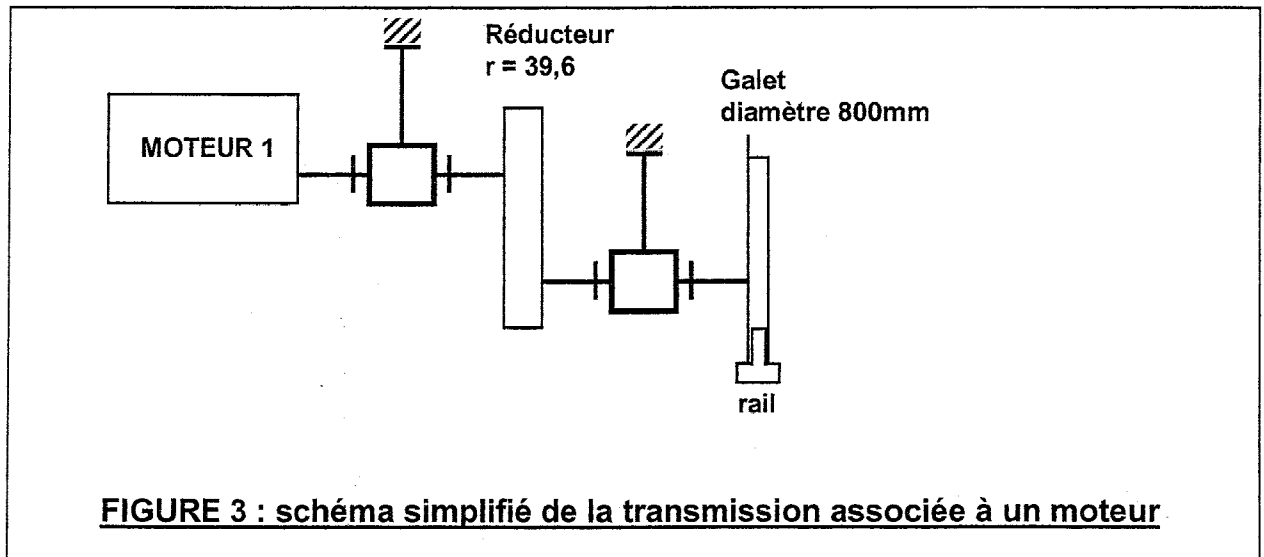 Réducteur
r = 39,6
Galet
diamètre 800mm
MOTEUR 1
rail
FIGURE 3 : schéma simplifié de la transmission associée à un moteur